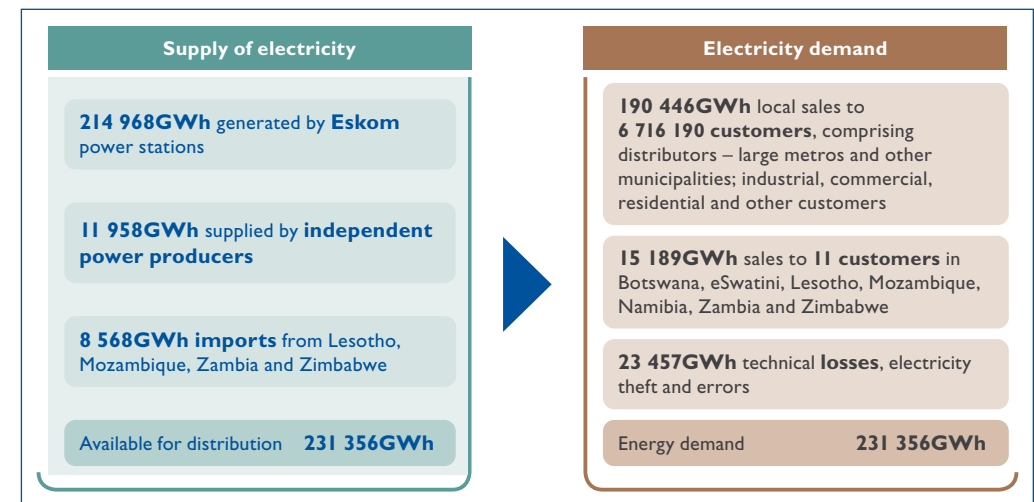 Supply of electricity
214 968GWh generated by Eskom
power stations
11 958GWh supplied by independent
power producers
8 568GWh imports from Lesotho,
Mozambique, Zambia and Zimbabwe
Available for distribution 231 356GWh
Electricity demand
190 446GWh local sales to
6 716 190 customers, comprising
distributors – large metros and other
municipalities; industrial, commercial,
residential and other customers
15 189GWh sales to 11 customers in
Botswana, eSwatini, Lesotho, Mozambique,
Namibia, Zambia and Zimbabwe
23 457GWh technical losses, electricity
theft and errors
Energy demand 231 356GWh